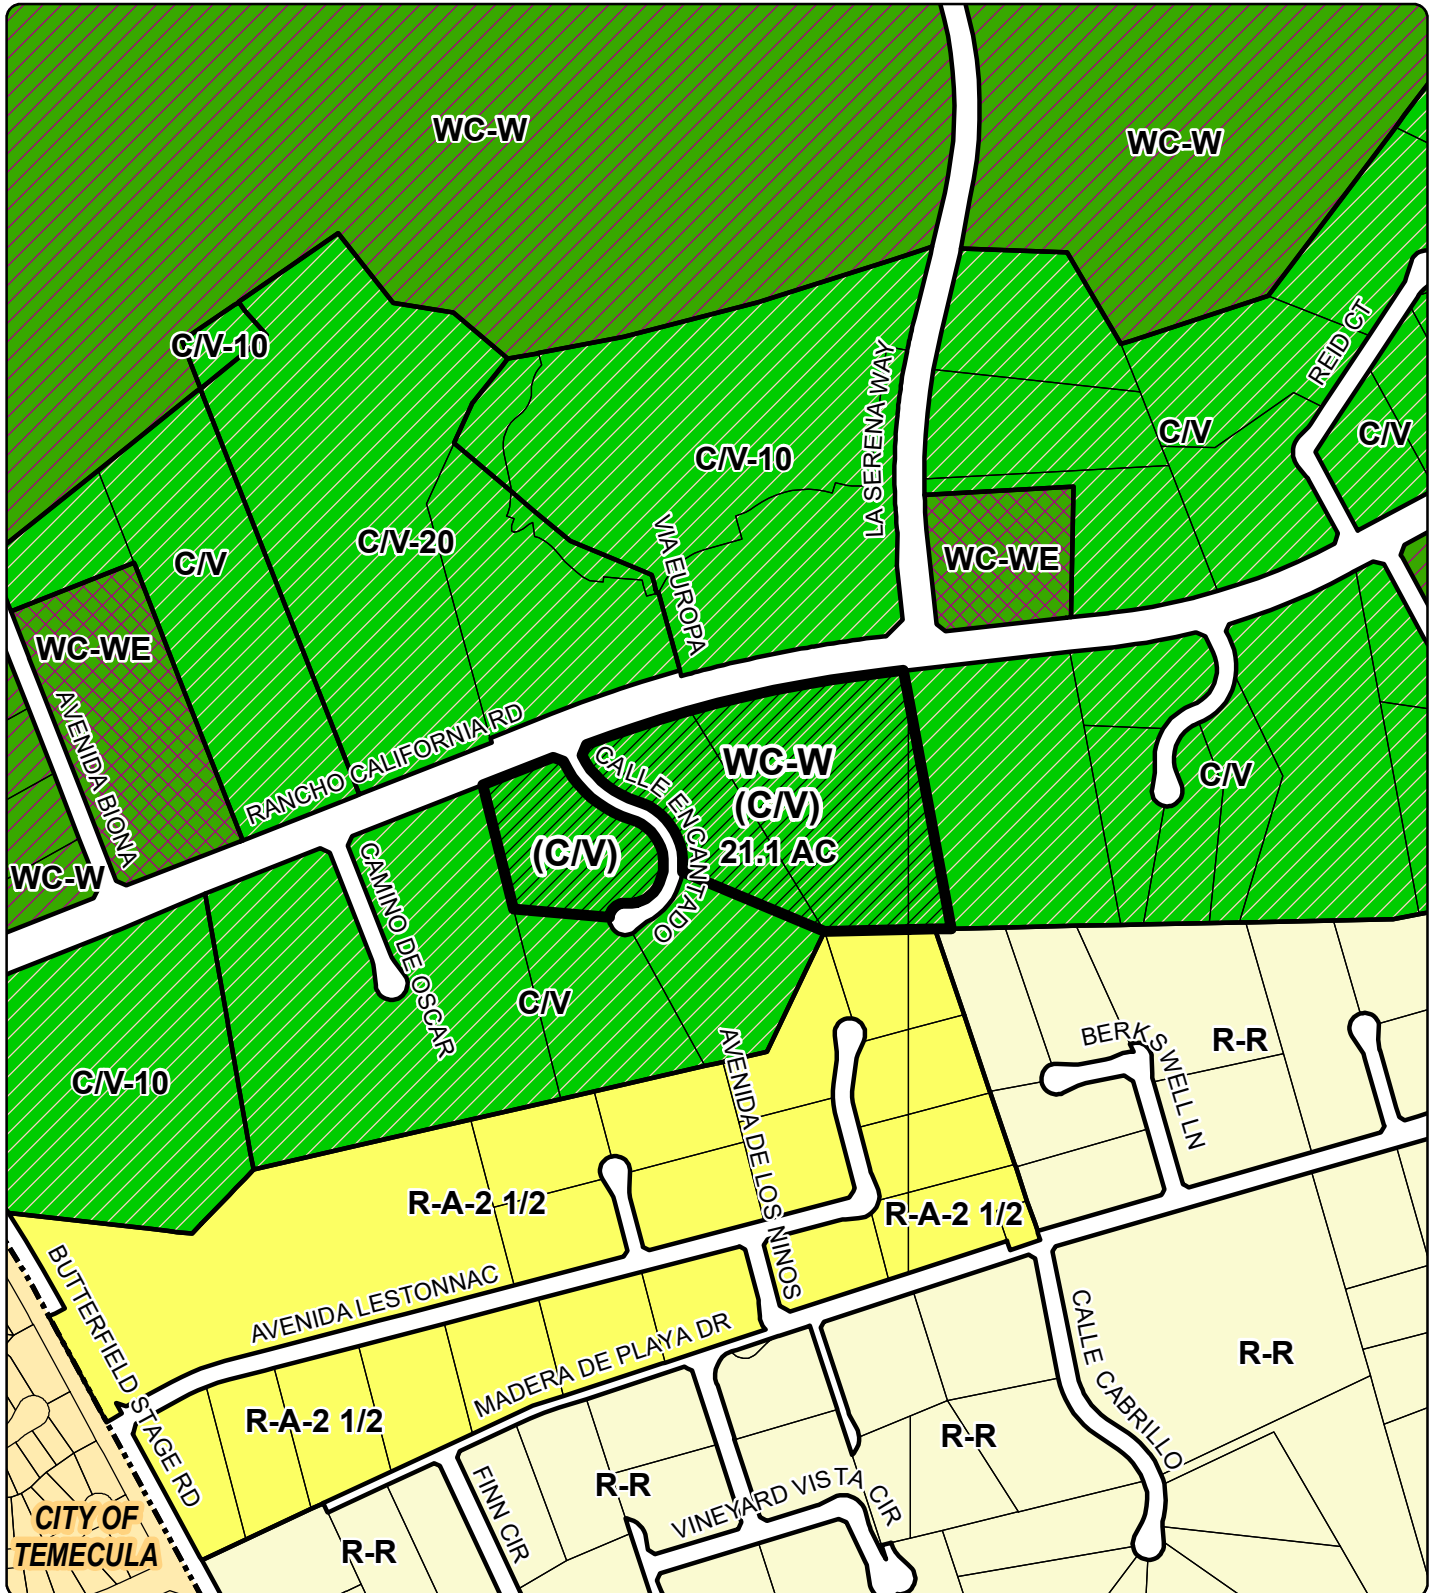 WC-W
WC-W
C/V-10
REID CT
LA SERENA WAY
C/V
C/V
C/V-10
C/V-20
C/V
VIA EUROPA
WC-WE
WC-WE
AVENIDA BIONA
RANCHO CALIFORNIA RD
CALLE ENCANTADO
WC-W
(C/V)
21.1 AC
C/V
(C/V)
WC-W
CAMINO DE OSCAR
C/V
C/V-10
AVENIDA DE LOS NINOS
BERKSWELL LN
R-R
R-A-2 1/2
R-A-2 1/2
BUTTERFIELD STAGE RD
AVENIDA LESTONNAC
MADERA DE PLAYA DR
CALLE CABRILLO
R-R
R-A-2 1/2
R-R
R-R
FINN CIR
VINEYARD VISTA CIR
R-R
CITY OF
TEMECULA